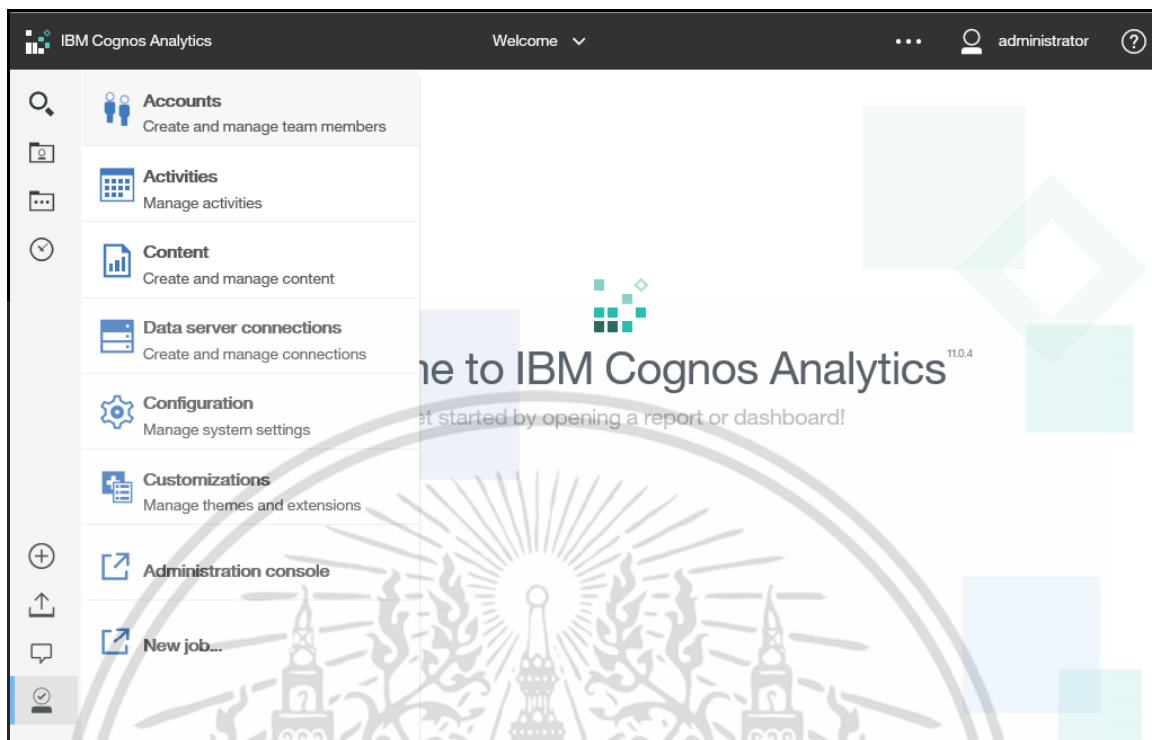 IBM Cognos Analytics
Welcome
administrator
?
Accounts
Create and manage team members
Activities
Manage activities
Content
Create and manage content
Data server connections
Create and manage connections
ne to IBM Cognos Analytics 11.0.4
Configuration
Manage system settings
et started by opening a report or dashboard!
Customizations
Manage themes and extensions
Administration console
New job...